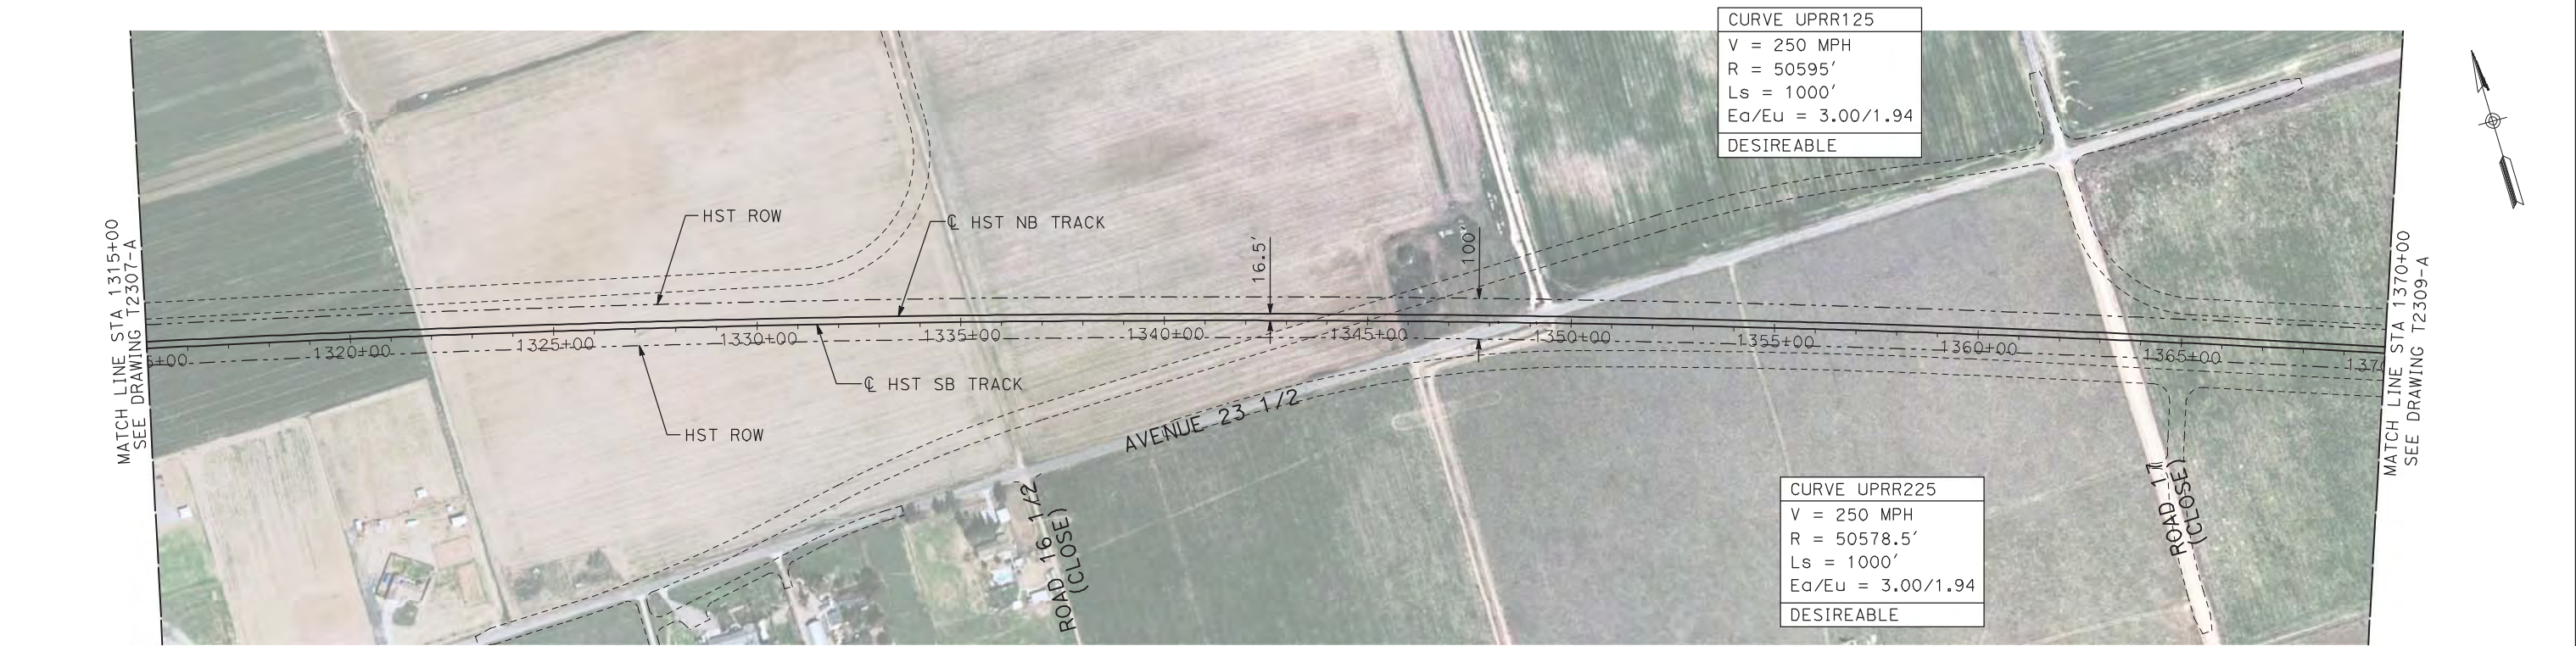 CURVE UPRR125
V = 250 MPH
R = 50595'
Ls = 1000'
Ea/Eu = 3.00/1.94
DESIREABLE
MATCH LINE STA 1315+00
SEE DRAWING T2307-A
HST ROW
℄ HST NB TRACK
16.5'
100'
5+00
1320+00
1325+00
1330+00
1335+00
1340+00
1345+00
1350+00
1355+00
1360+00
1365+00
1370
℄ HST SB TRACK
HST ROW
AVENUE 23 1/2
ROAD 16 1/2
(CLOSE)
ROAD 17
(CLOSE)
MATCH LINE STA 1370+00
SEE DRAWING T2309-A
CURVE UPRR225
V = 250 MPH
R = 50578.5'
Ls = 1000'
Ea/Eu = 3.00/1.94
DESIREABLE